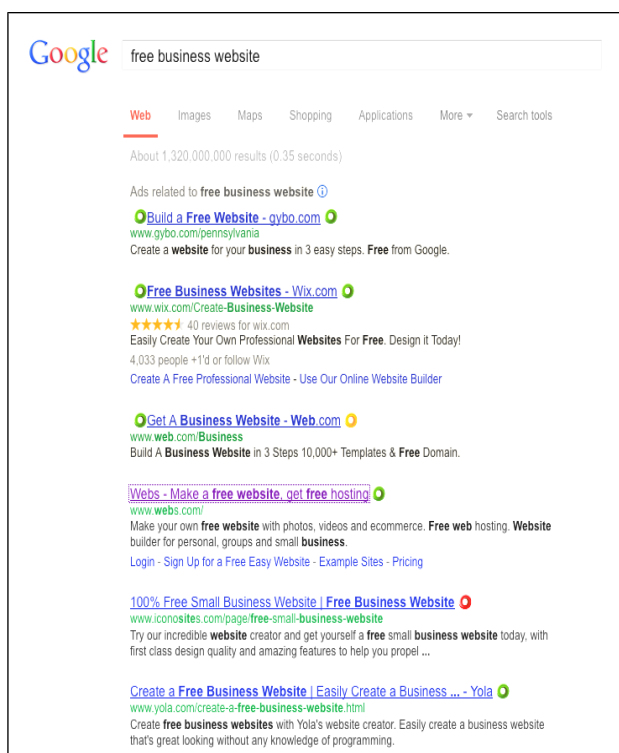 Google
free business website
Web Images Maps Shopping Applications More Search tools
About 1,320,000,000 results (0.35 seconds)
Ads related to free business website
Build a Free Website - gybo.com
www.gybo.com/pennsylvania
Create a website for your business in 3 easy steps. Free from Google.
Free Business Websites - Wix.com
www.wix.com/Create-Business-Website
40 reviews for wix.com
Easily Create Your Own Professional Websites For Free. Design it Today!
4,033 people +1'd or follow Wix
Create A Free Professional Website - Use Our Online Website Builder
Get A Business Website - Web.com
www.web.com/Business
Build A Business Website in 3 Steps 10,000+ Templates & Free Domain.
Webs - Make a free website, get free hosting
www.webs.com/
Make your own free website with photos, videos and ecommerce. Free web hosting. Website
builder for personal, groups and small business.
Login - Sign Up for a Free Easy Website - Example Sites - Pricing
100% Free Small Business Website | Free Business Website
www.iconosites.com/page/free-small-business-website
Try our incredible website creator and get yourself a free small business website today, with
first class design quality and amazing features to help you propel ...
Create a Free Business Website | Easily Create a Business ... - Yola
www.yola.com/create-a-free-business-website.html
Create free business websites with Yola's website creator. Easily create a business website
that's great looking without any knowledge of programming.